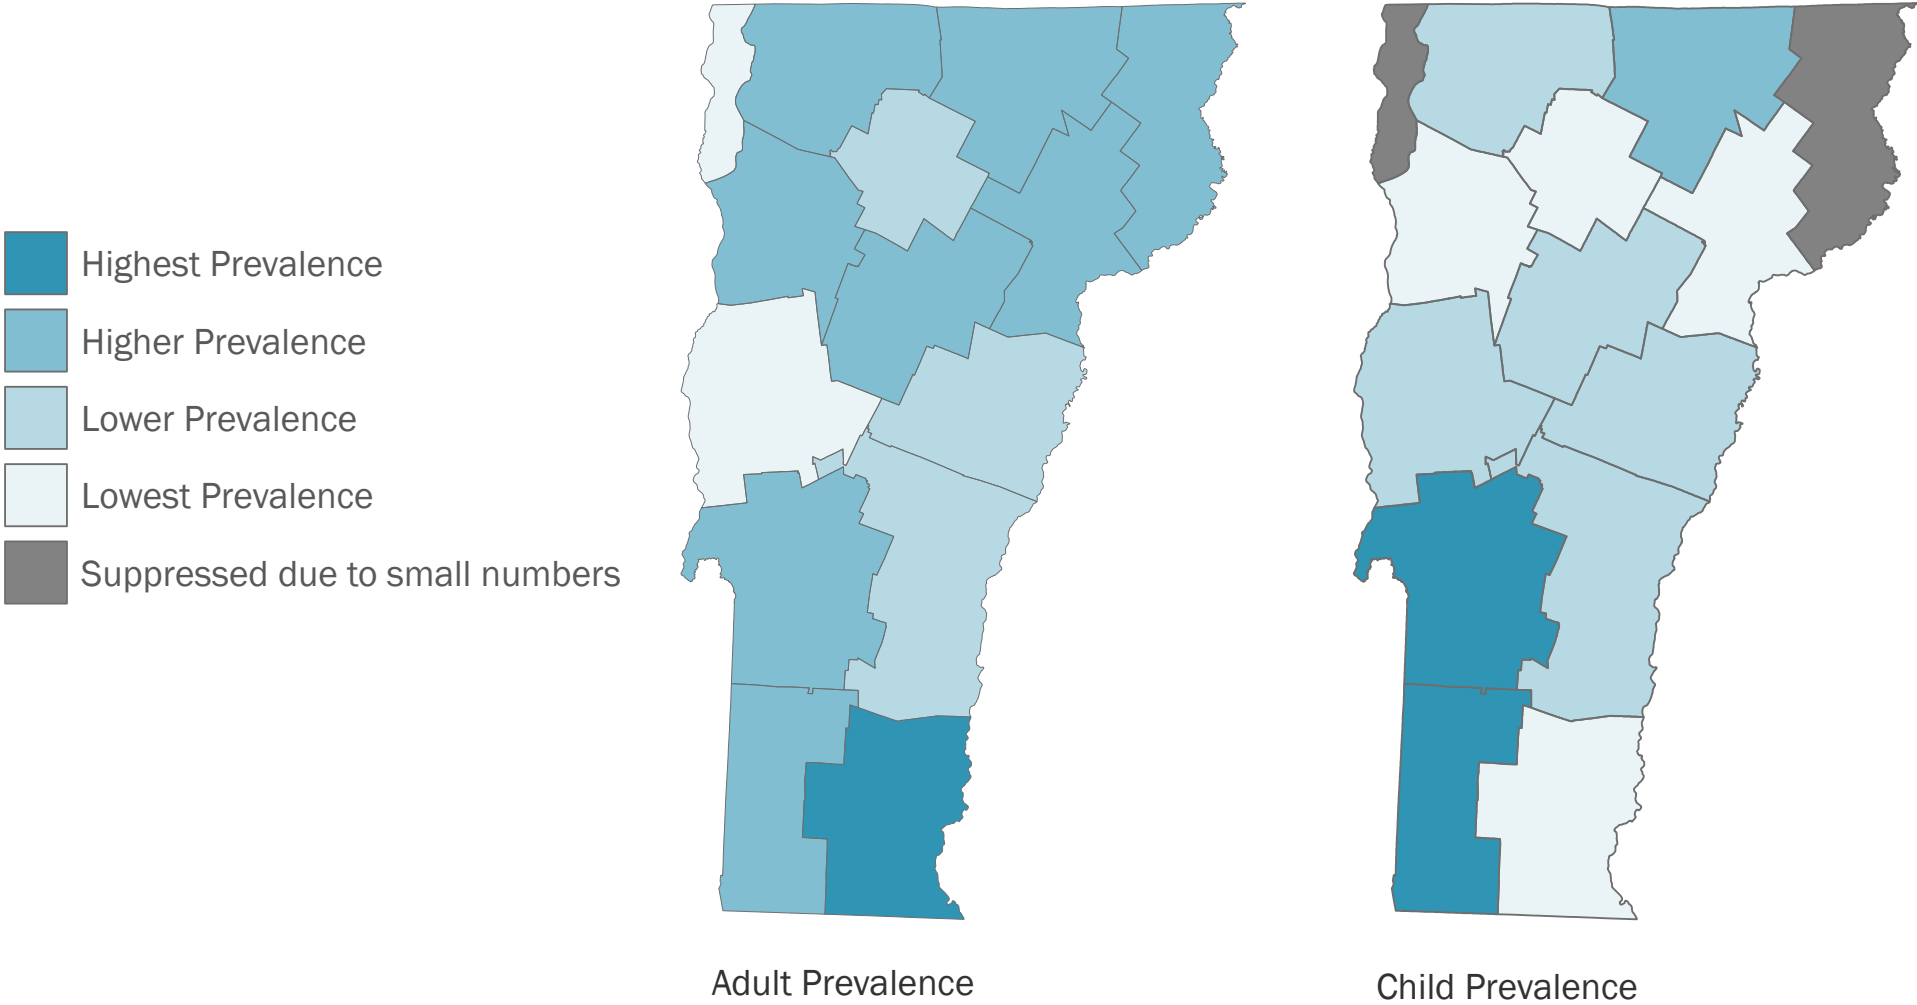 Highest Prevalence
Higher Prevalence
Lower Prevalence
Lowest Prevalence
Suppressed due to small numbers
Adult Prevalence
Child Prevalence